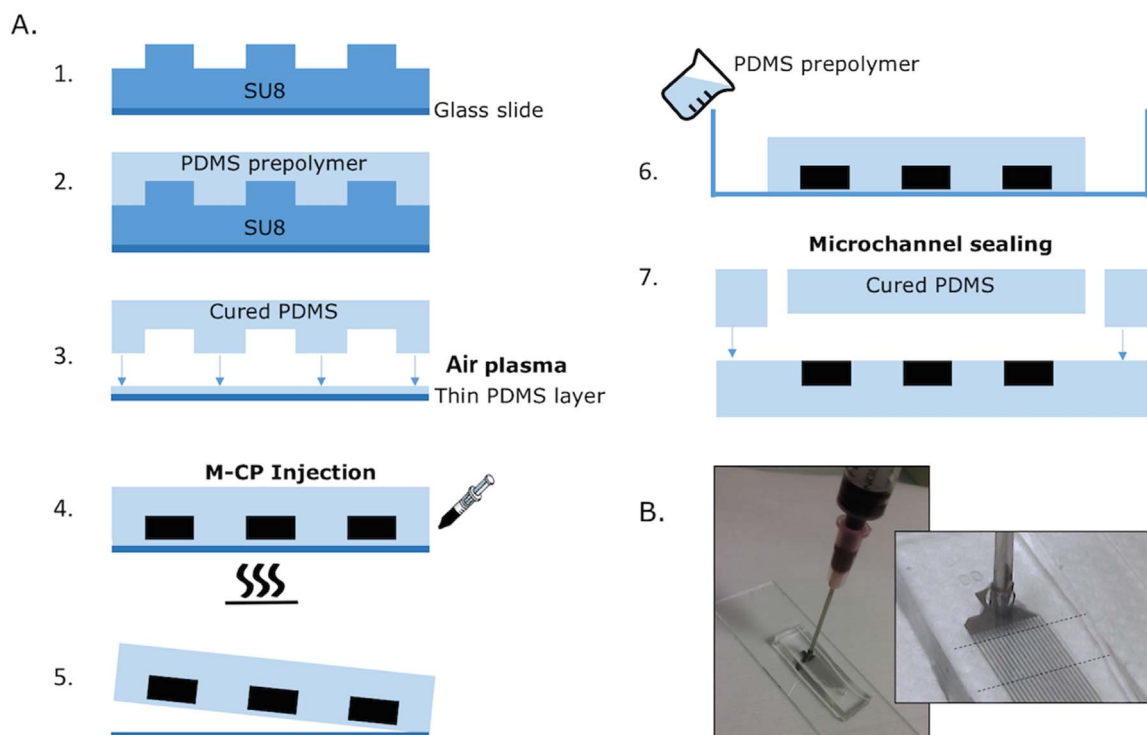 A.
1.
SU8
Glass slide
2.
PDMS prepolymer
SU8
3.
Cured PDMS
Air plasma
Thin PDMS layer
M-CP Injection
4.
5.
PDMS prepolymer
6.
Microchannel sealing
7.
Cured PDMS
B.